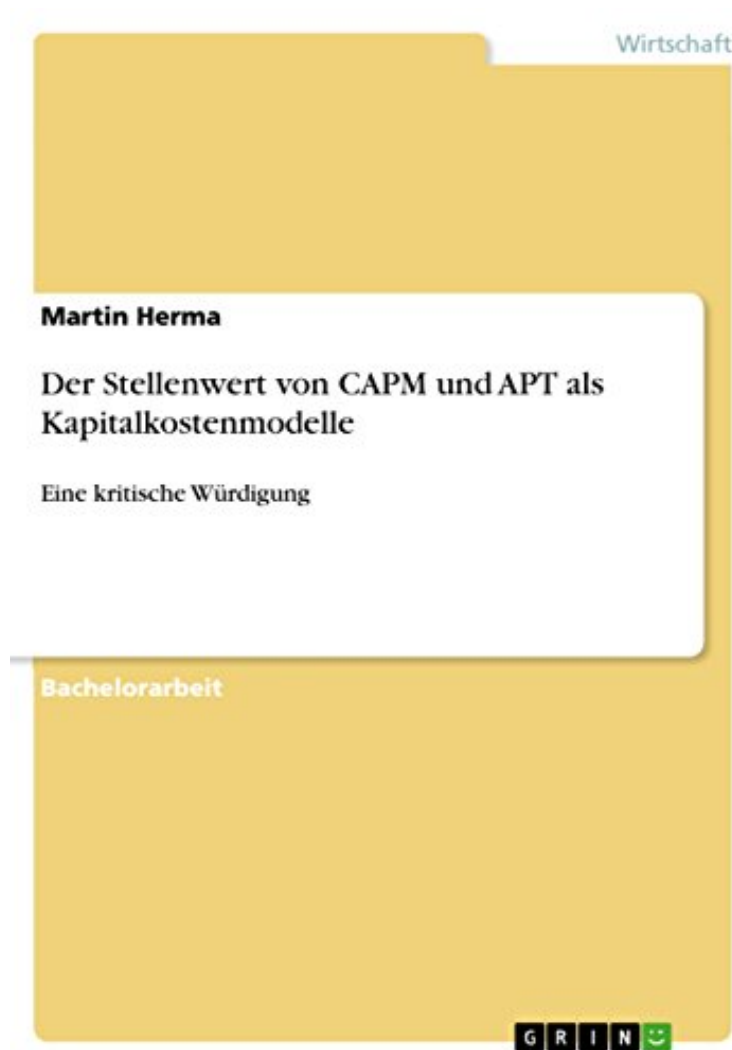 Wirtschaft
Martin Herma
Der Stellenwert von CAPM und APT als
Kapitalkostenmodelle
Eine kritische Würdigung
Bachelorarbeit
GRIN